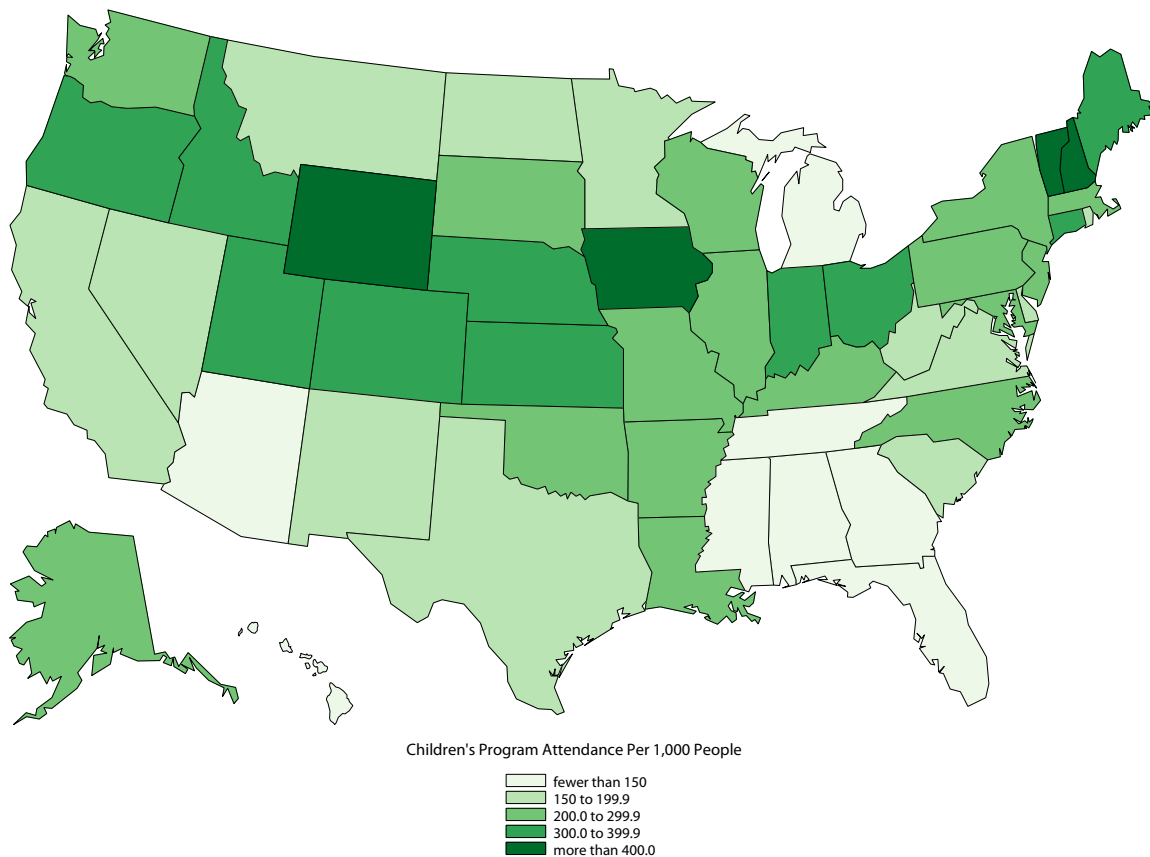 Children's Program Attendance Per 1,000 People
fewer than 150
150 to 199.9
200.0 to 299.9
300.0 to 399.9
more than 400.0